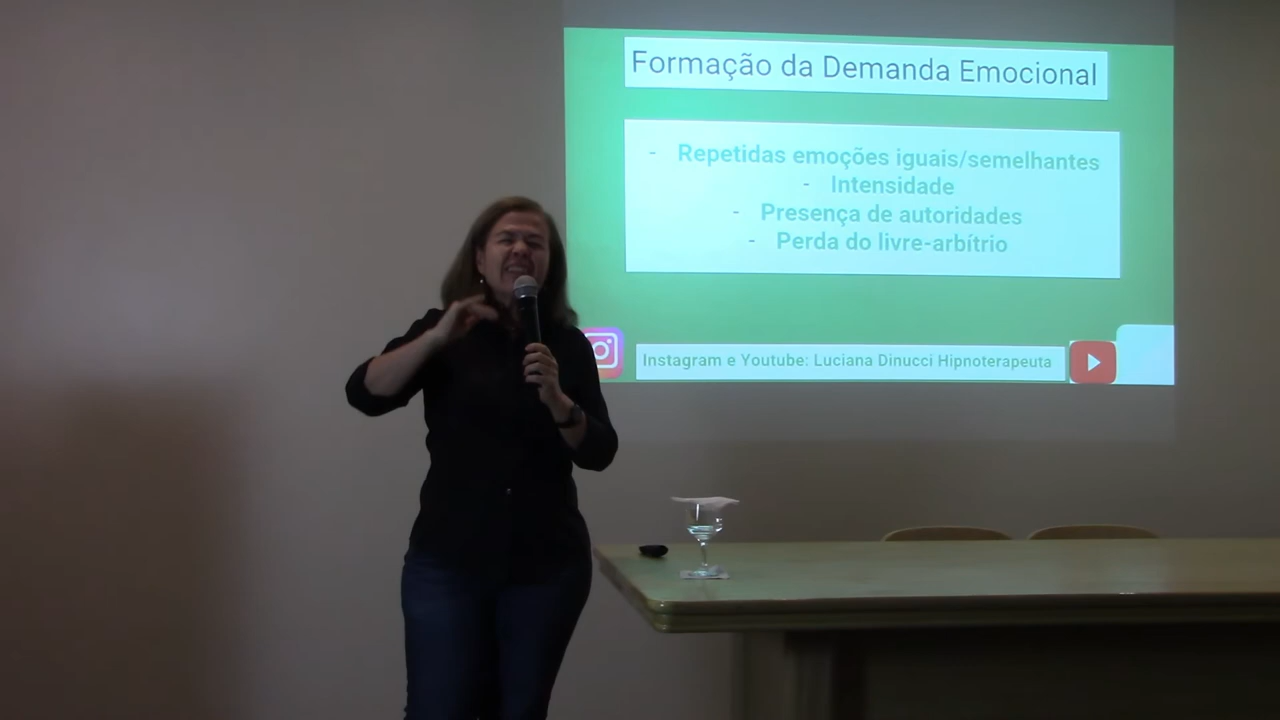 Formação da Demanda Emocional
- Repetidas emoções iguais/semelhantes
- Intensidade
- Presença de autoridades
- Perda do livre-arbítrio
Instagram e Youtube: Luciana Dinucci Hipnoterapeuta